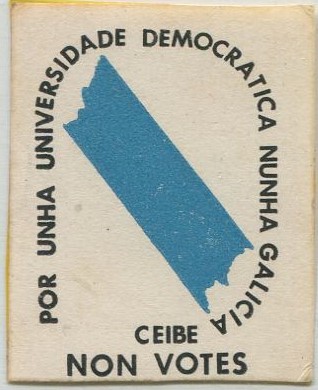 POR UNHA UNIVERSIDADE DEMOCRATICA NUNHA GALICIA
CEIBE
NON VOTES